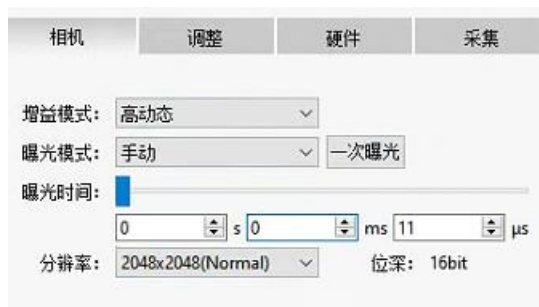 相机 调整 硬件 采集
增益模式: 高动态
曝光模式: 手动 一次曝光
曝光时间:
0 s 0 ms 11 μs
分辨率: 2048x2048(Normal) 位深: 16bit